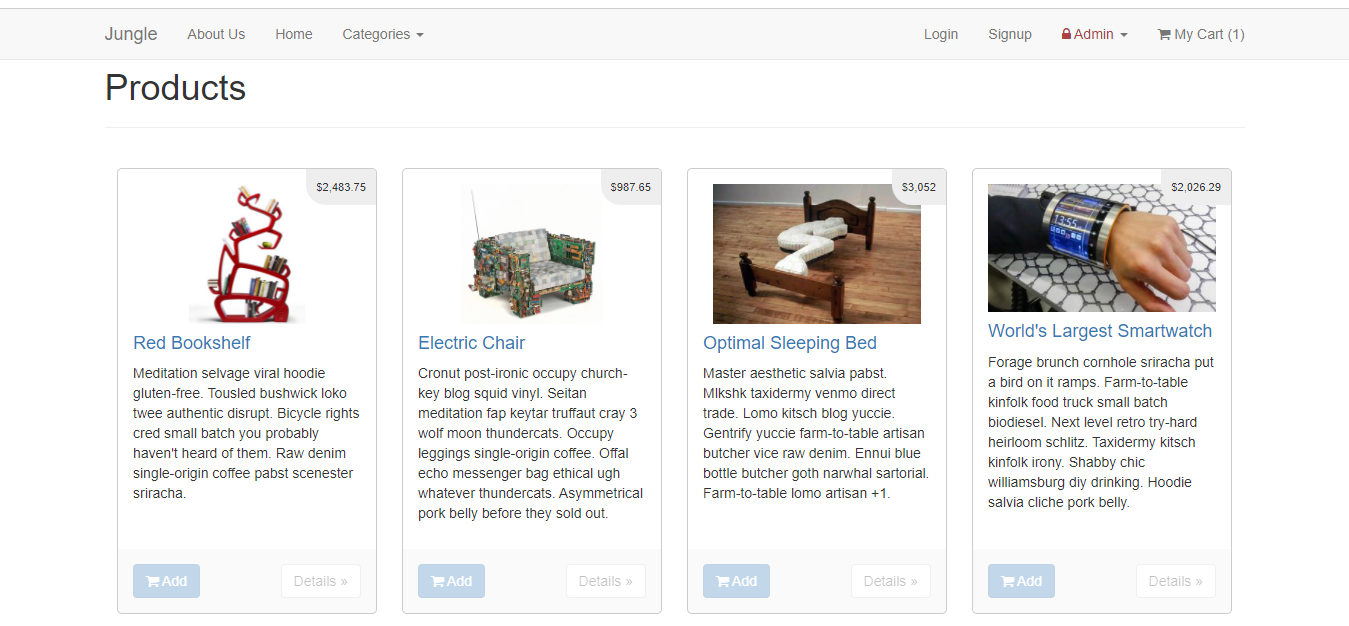 Jungle About Us Home Categories Login Signup Admin My Cart (1)
Products
$2,483.75
Red Bookshelf
Meditation selvage viral hoodie
gluten-free. Tousled bushwick loko
twee authentic disrupt. Bicycle rights
cred small batch you probably
haven't heard of them. Raw denim
single-origin coffee pabst scenester
sriracha.
Add Details »
$987.65
Electric Chair
Cronut post-ironic occupy church-
key blog squid vinyl. Seitan
meditation fap keytar truffaut cray 3
wolf moon thundercats. Occupy
leggings single-origin coffee. Offal
echo messenger bag ethical ugh
whatever thundercats. Asymmetrical
pork belly before they sold out.
Add Details »
$3,052
Optimal Sleeping Bed
Master aesthetic salvia pabst.
Mlkshk taxidermy venmo direct
trade. Lomo kitsch blog yuccie.
Gentrify yuccie farm-to-table artisan
butcher vice raw denim. Ennui blue
bottle butcher goth narwhal sartorial.
Farm-to-table lomo artisan +1.
Add Details »
$2,026.29
13:55
World's Largest Smartwatch
Forage brunch cornhole sriracha put
a bird on it ramps. Farm-to-table
kinfolk food truck small batch
biodiesel. Next level retro try-hard
heirloom schlitz. Taxidermy kitsch
kinfolk irony. Shabby chic
williamsburg diy drinking. Hoodie
salvia cliche pork belly.
Add Details »